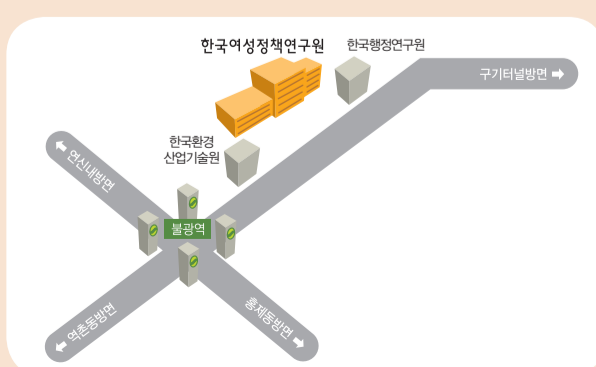 한국여성정책연구원
한국행정연구원
구기터널방면
한국환경
산업기술원
연신내방면
불광역
역촌동방면
홍제동방면